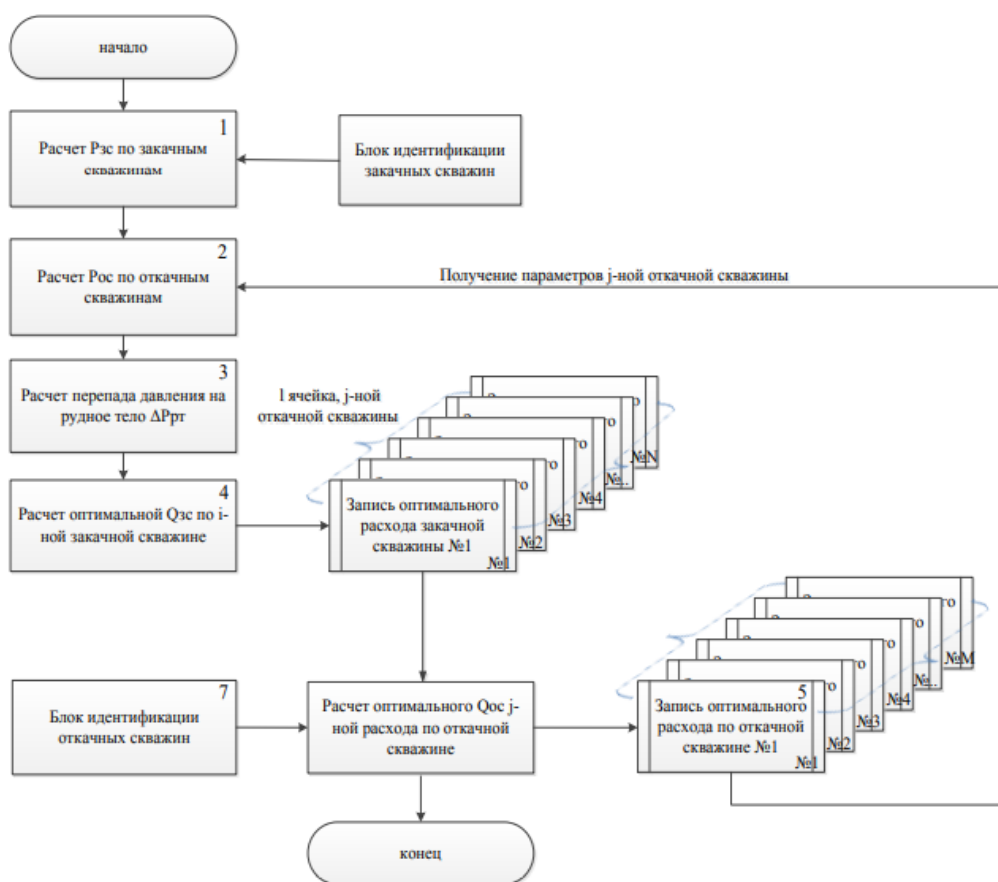 начало
1
Расчет Рзс по закачным
скважинам
Блок идентификации
закачных скважин
2
Расчет Рос по откачным
скважинам
Получение параметров j-ной откачной скважины
3
Расчет перепада давления на
рудное тело ΔРрт
1 ячейка, j-ной
откачной скважины
4
Расчет оптимальной Qзс по i-
ной закачной скважине
№N
№..
№4
№3
№2
Запись оптимального
расхода закачной
скважины №1
№1
7
Блок идентификации
откачных скважин
Расчет оптимального Qос j-
ной расхода по откачной
скважине
№M
№..
№4
№3
№2
5
Запись оптимального
расхода по откачной
скважине №1
№1
конец